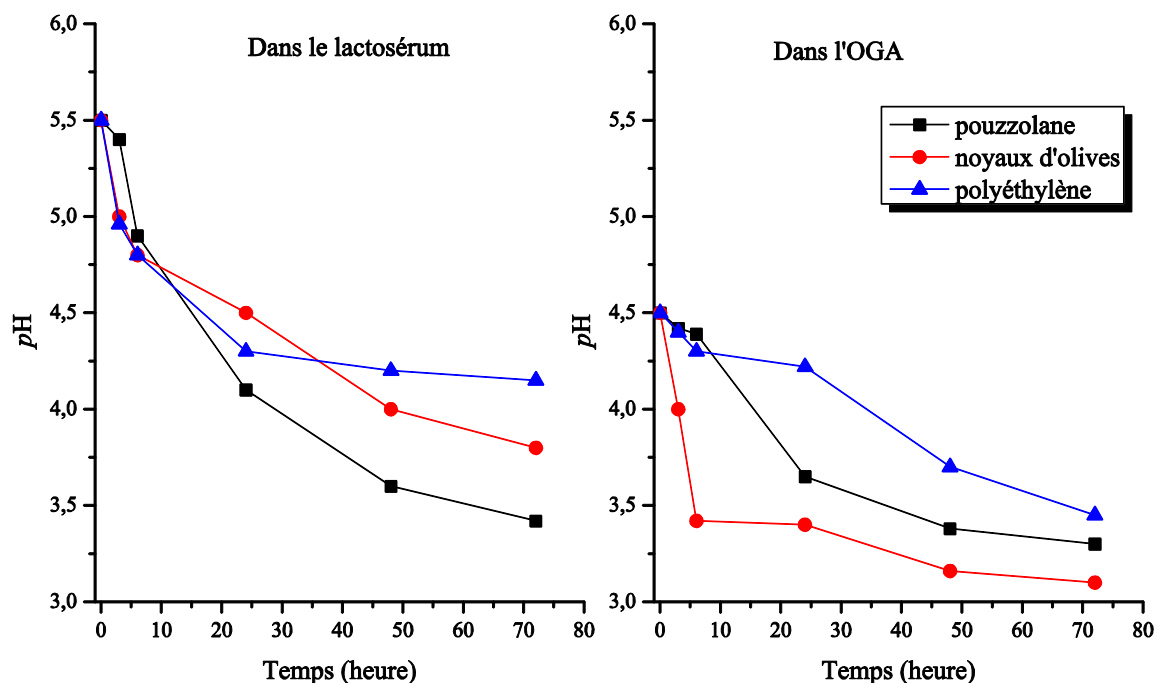 Dans le lactosérum
6,0
5,5
5,0
4,5
4,0
3,5
3,0
pH
0 10 20 30 40 50 60 70 80
Temps (heure)
Dans l'OGA
pouzzolane
noyaux d'olives
polyéthylène
6,0
5,5
5,0
4,5
4,0
3,5
3,0
pH
0 10 20 30 40 50 60 70 80
Temps (heure)